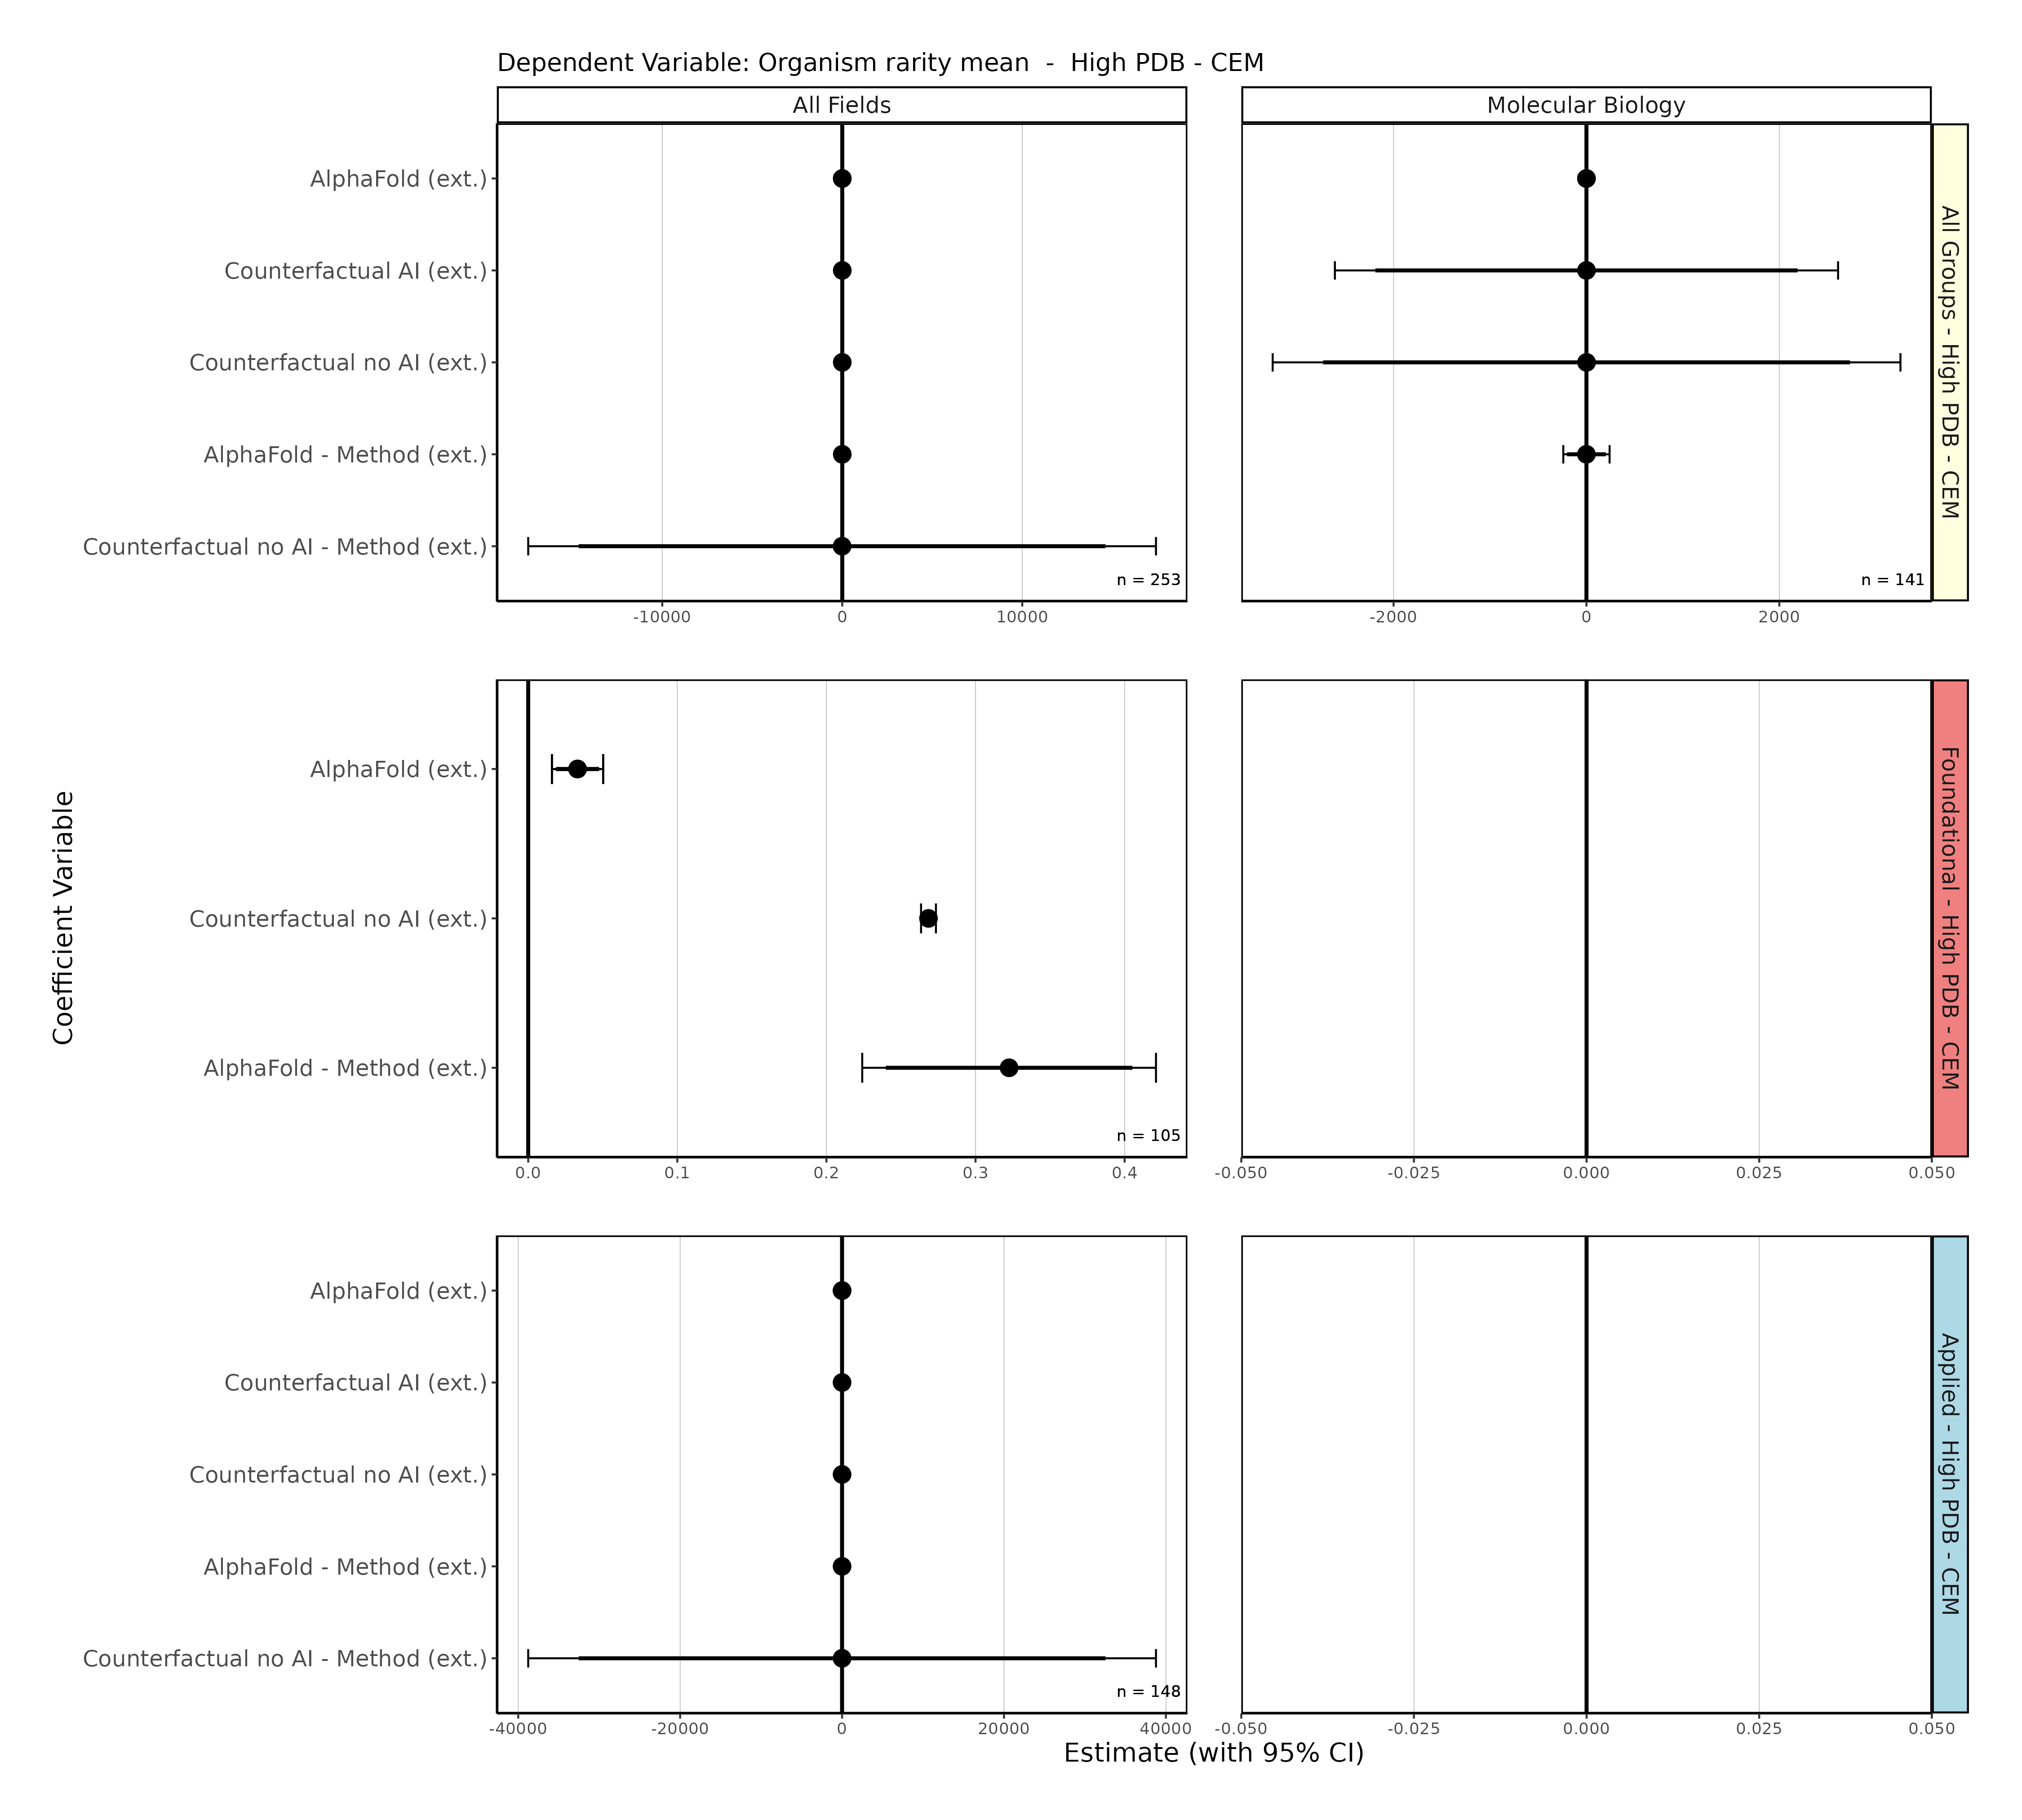 Dependent Variable: Organism rarity mean  -  High PDB - CEM
All Fields
Molecular Biology
AlphaFold (ext.)
Counterfactual AI (ext.)
Counterfactual no AI (ext.)
AlphaFold - Method (ext.)
Counterfactual no AI - Method (ext.)
n = 253
n = 141
-10000 0 10000
-2000 0 2000
All Groups - High PDB - CEM
AlphaFold (ext.)
Counterfactual no AI (ext.)
AlphaFold - Method (ext.)
n = 105
0.0 0.1 0.2 0.3 0.4
-0.050 -0.025 0.000 0.025 0.050
Foundational - High PDB - CEM
Coefficient Variable
AlphaFold (ext.)
Counterfactual AI (ext.)
Counterfactual no AI (ext.)
AlphaFold - Method (ext.)
Counterfactual no AI - Method (ext.)
n = 148
-40000 -20000 0 20000 40000
-0.050 -0.025 0.000 0.025 0.050
Applied - High PDB - CEM
Estimate (with 95% CI)